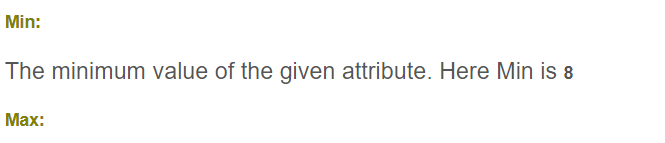 Min:
The minimum value of the given attribute. Here Min is 8
Max: